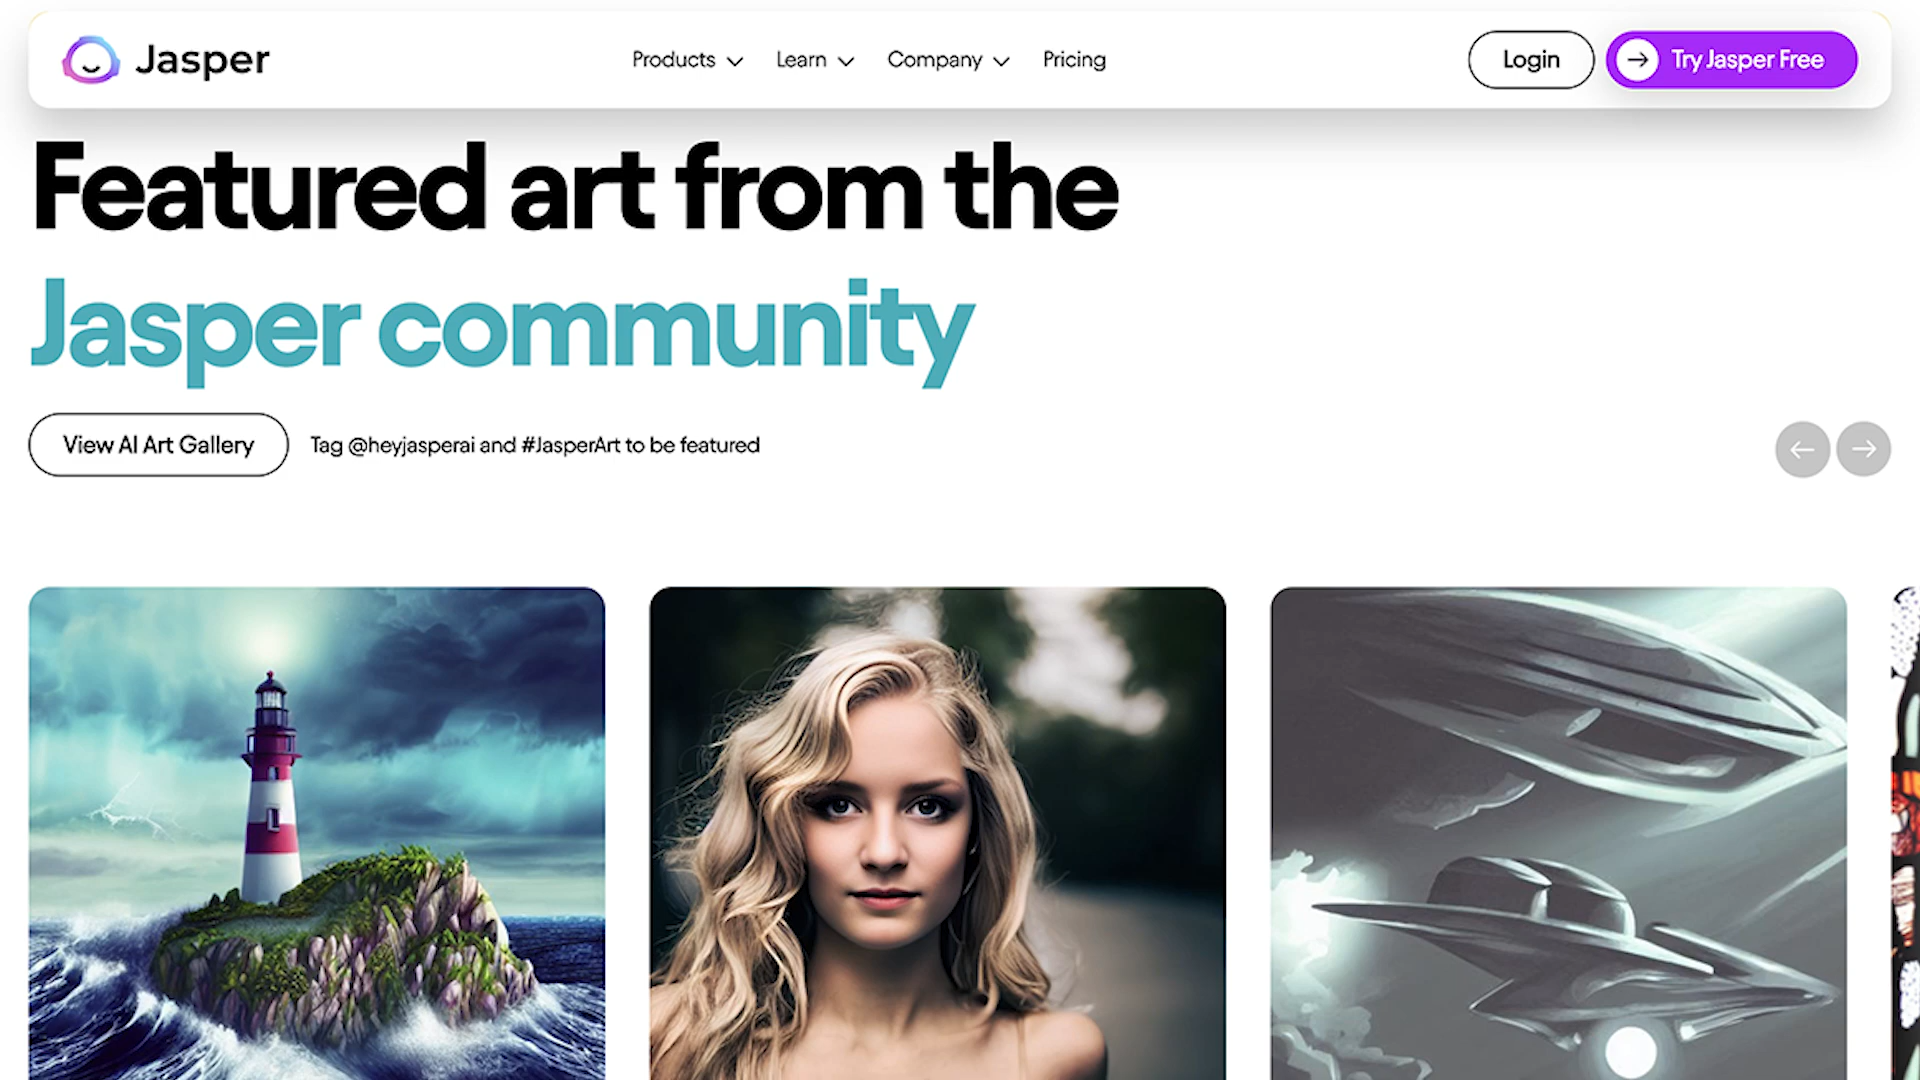 Jasper
Products
Learn
Company
Pricing
Login
Try Jasper Free
Featured art from the
Jasper community
View AI Art Gallery
Tag @heyjasperai and #JasperArt to be featured